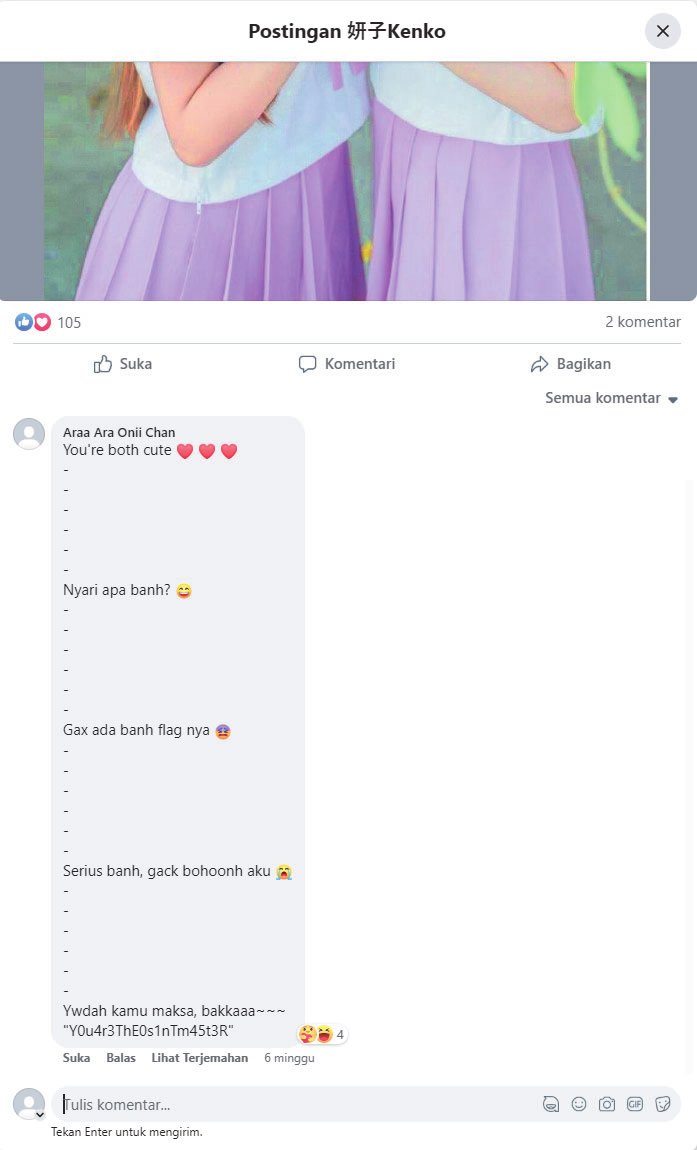 Postingan 妍子Kenko
105
2 komentar
Suka
Komentari
Bagikan
Semua komentar
Araa Ara Onii Chan
You're both cute ❤️ ❤️ ❤️
-
-
-
-
-
-
Nyari apa banh? 😄
-
-
-
-
-
-
Gax ada banh flag nya 🫨
-
-
-
-
-
-
Serius banh, gack bohoonh aku 😭
-
-
-
-
-
-
Ywdah kamu maksa, bakkaaa~~~
"Y0u4r3ThE0s1nTm45t3R"
4
Suka Balas Lihat Terjemahan 6 minggu
Tulis komentar...
GIF
Tekan Enter untuk mengirim.